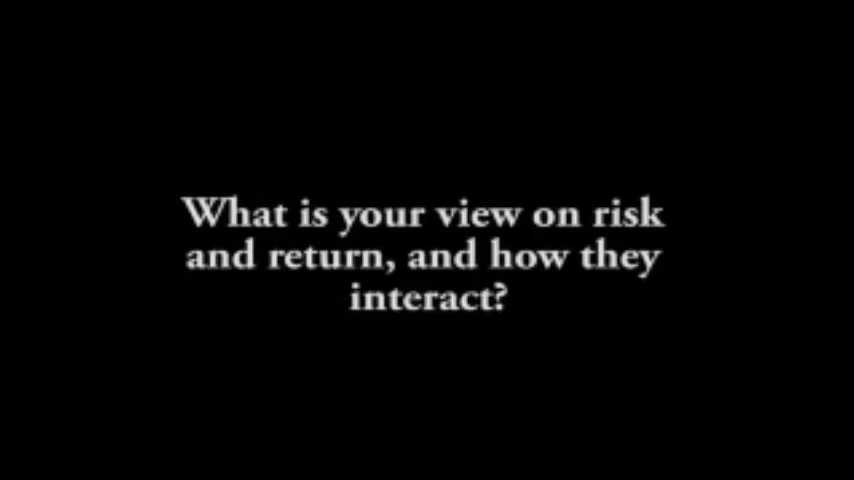 What is your view on risk
and return, and how they
interact?